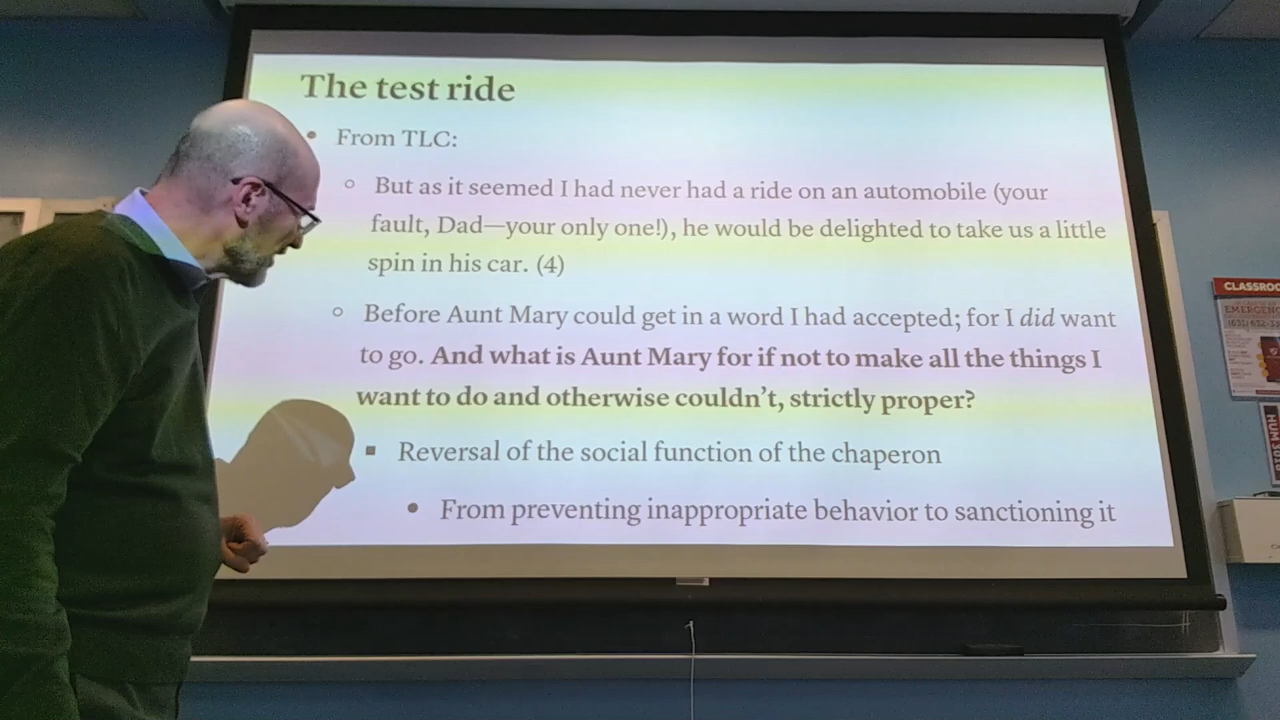 The test ride
• From TLC:
○ But as it seemed I had never had a ride on an automobile (your
fault, Dad—your only one!), he would be delighted to take us a little
spin in his car. (4)
○ Before Aunt Mary could get in a word I had accepted; for I did want
to go. And what is Aunt Mary for if not to make all the things I
want to do and otherwise couldn't, strictly proper?
▪ Reversal of the social function of the chaperon
• From preventing inappropriate behavior to sanctioning it
CLASSROO
EMERGENC